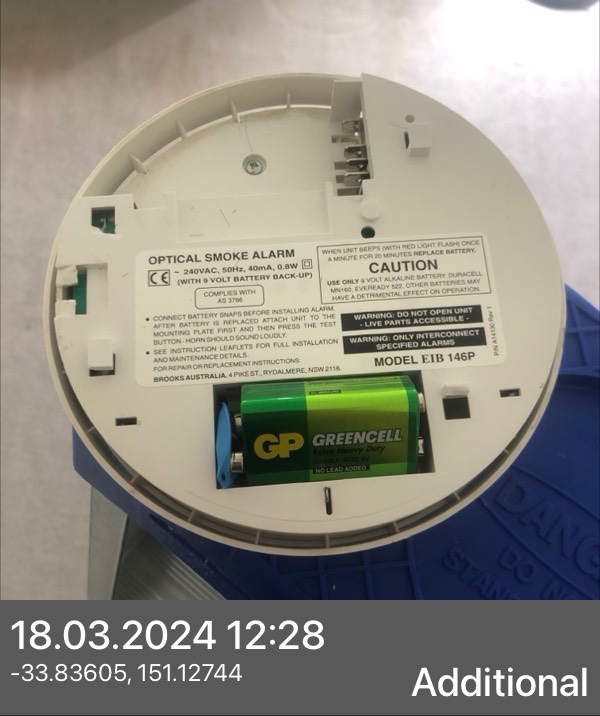 OPTICAL SMOKE ALARM
CE ~ 240VAC, 50Hz, 40mA, 0.8W
(WITH 9 VOLT BATTERY BACK-UP)
COMPLIES WITH
AS 3786
• CONNECT BATTERY SNAPS BEFORE INSTALLING ALARM.
AFTER BATTERY IS REPLACED ATTACH UNIT TO THE
MOUNTING PLATE FIRST AND THEN PRESS THE TEST
BUTTON - HORN SHOULD SOUND LOUDLY.
• SEE INSTRUCTION LEAFLETS FOR FULL INSTALLATION
AND MAINTENANCE DETAILS.
FOR REPAIR OR REPLACEMENT INSTRUCTIONS:
BROOKS AUSTRALIA. 4 PIKE ST., RYDALMERE, NSW 2116.
WHEN UNIT BEEPS (WITH RED LIGHT FLASH) ONCE
A MINUTE FOR 20 MINUTES REPLACE BATTERY.
CAUTION
USE ONLY 9 VOLT ALKALINE BATTERY, DURACELL
MN1604, EVEREADY 522. OTHER BATTERIES MAY
HAVE A DETRIMENTAL EFFECT ON OPERATION.
WARNING: DO NOT OPEN UNIT
- LIVE PARTS ACCESSIBLE -
WARNING: ONLY INTERCONNECT
SPECIFIED ALARMS
MODEL EIB 146P
P/N A14130 Rev 1
GP GREENCELL
Extra Heavy Duty
NO LEAD ADDED
DANG
DO N
STAN
18.03.2024 12:28
-33.83605, 151.12744
Additional